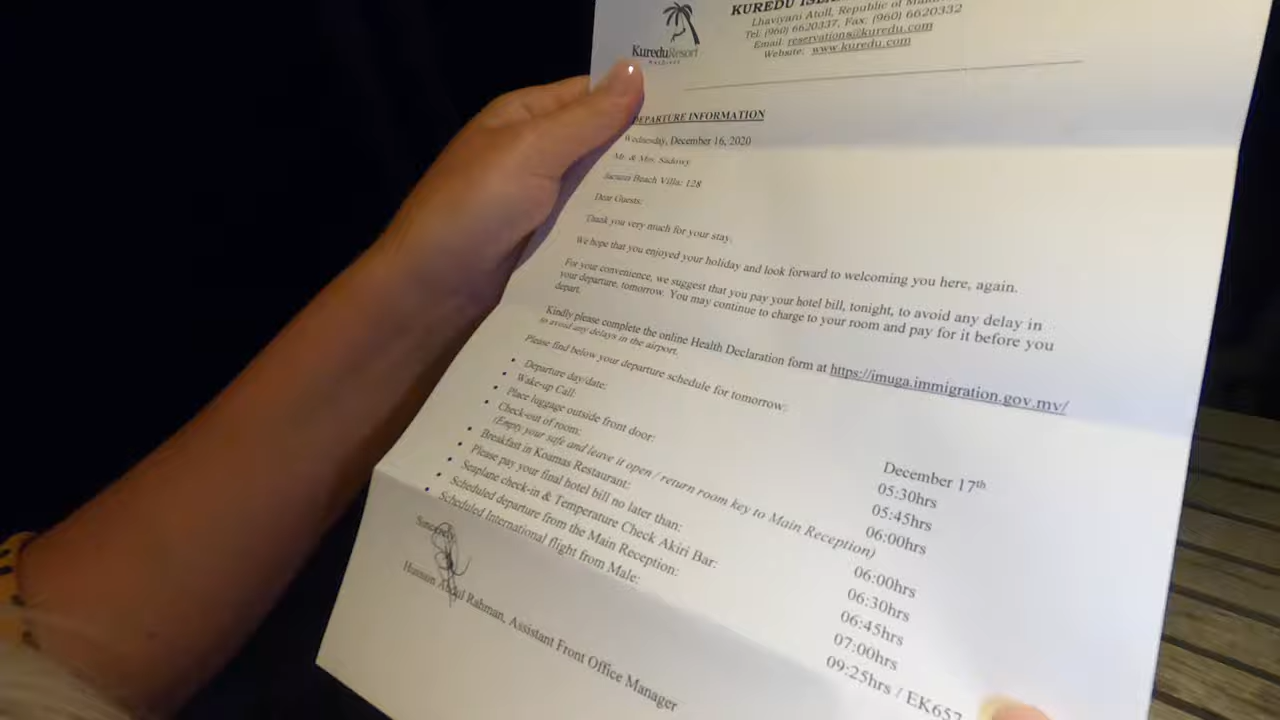 KUREDU
Lhaviyani Atoll, Republic of
Tel: (960) 6620337, Fax: (960) 6620332
Email: reservations@kuredu.com
Website: www.kuredu.com
KureduResort
MALDIVES
DEPARTURE INFORMATION
Wednesday, December 16, 2020
Mr. & Mrs. Sadowy
Jacuzzi Beach Villa: 128
Dear Guests:
Thank you very much for your stay.
We hope that you enjoyed your holiday and look forward to welcoming you here, again.
For your convenience, we suggest that you pay your hotel bill, tonight, to avoid any delay in
your departure, tomorrow. You may continue to charge to your room and pay for it before you
depart.
Kindly please complete the online Health Declaration form at https://imuga.immigration.gov.mv/
to avoid any delays in the airport.
Please find below your departure schedule for tomorrow:
• Departure day/date: December 17th
• Wake-up Call: 05:30hrs
• Place luggage outside front door: 05:45hrs
• Check-out of room: 06:00hrs
(Empty your safe and leave it open / return room key to Main Reception)
• Breakfast in Koamas Restaurant: 06:00hrs
• Please pay your final hotel bill no later than: 06:30hrs
• Seaplane check-in & Temperature Check Akiri Bar: 06:45hrs
• Scheduled departure from the Main Reception: 07:00hrs
• Scheduled International flight from Male: 09:25hrs / EK657
Sincerely
Abdul Rahman, Assistant Front Office Manager